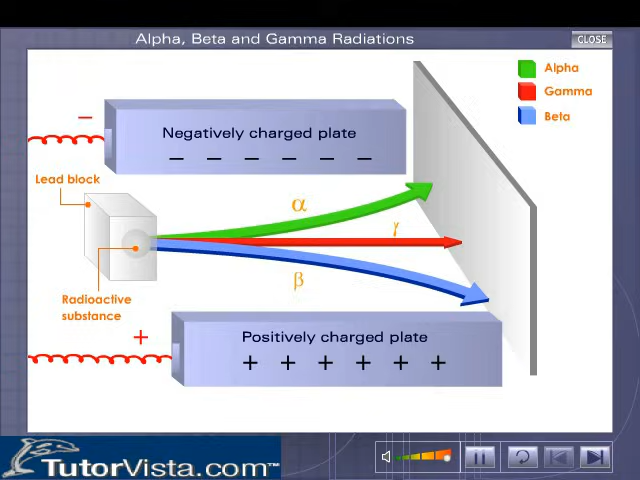 Alpha, Beta and Gamma Radiations
CLOSE
Alpha
Gamma
Beta
−
Negatively charged plate
− − − − − −
Lead block
α
γ
β
Radioactive
substance
+
Positively charged plate
+ + + + + +
TutorVista.com™